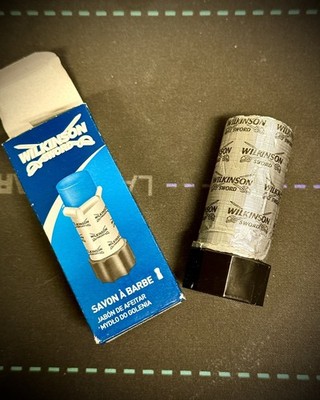 WILKINSON
SWORD
SAVON À BARBE
JABÓN DE AFEITAR
MYDŁO DO GOLENIA
WILKINSON
SWORD
WILKINSON
SWORD
WILKINSON
SWORD